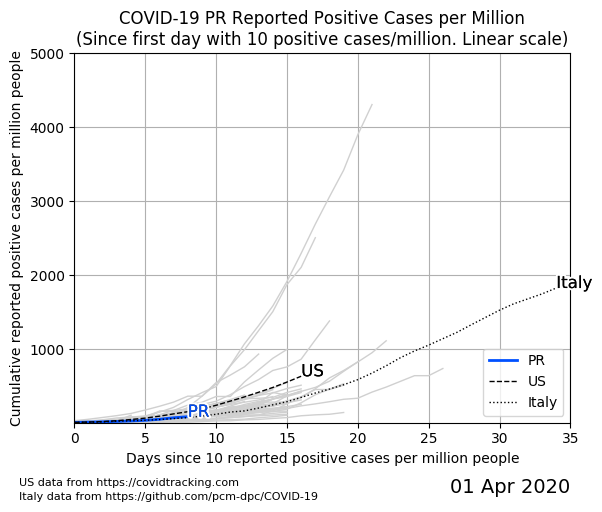 COVID-19 PR Reported Positive Cases per Million
(Since first day with 10 positive cases/million. Linear scale)
Cumulative reported positive cases per million people
5000
4000
3000
2000
1000
Italy
US
PR
PR
US
Italy
0 5 10 15 20 25 30 35
Days since 10 reported positive cases per million people
US data from https://covidtracking.com
Italy data from https://github.com/pcm-dpc/COVID-19
01 Apr 2020